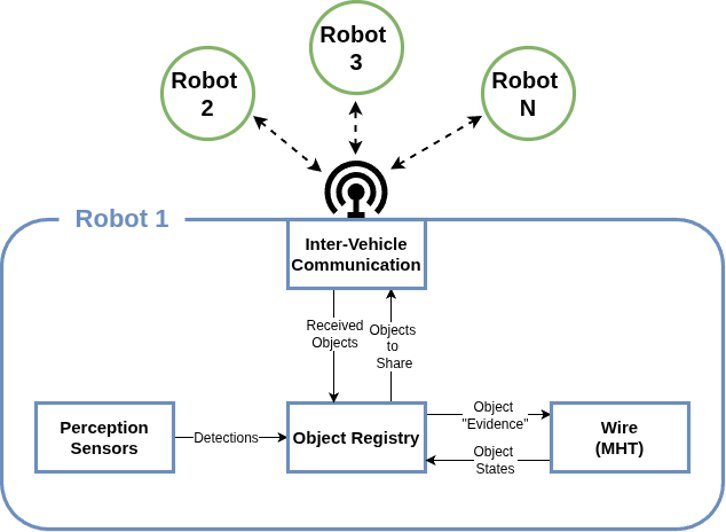 Robot
3
Robot
2
Robot
N
Robot 1
Inter-Vehicle
Communication
Received
Objects
Objects
to
Share
Perception
Sensors
Detections
Object Registry
Object
"Evidence"
Object
States
Wire
(MHT)